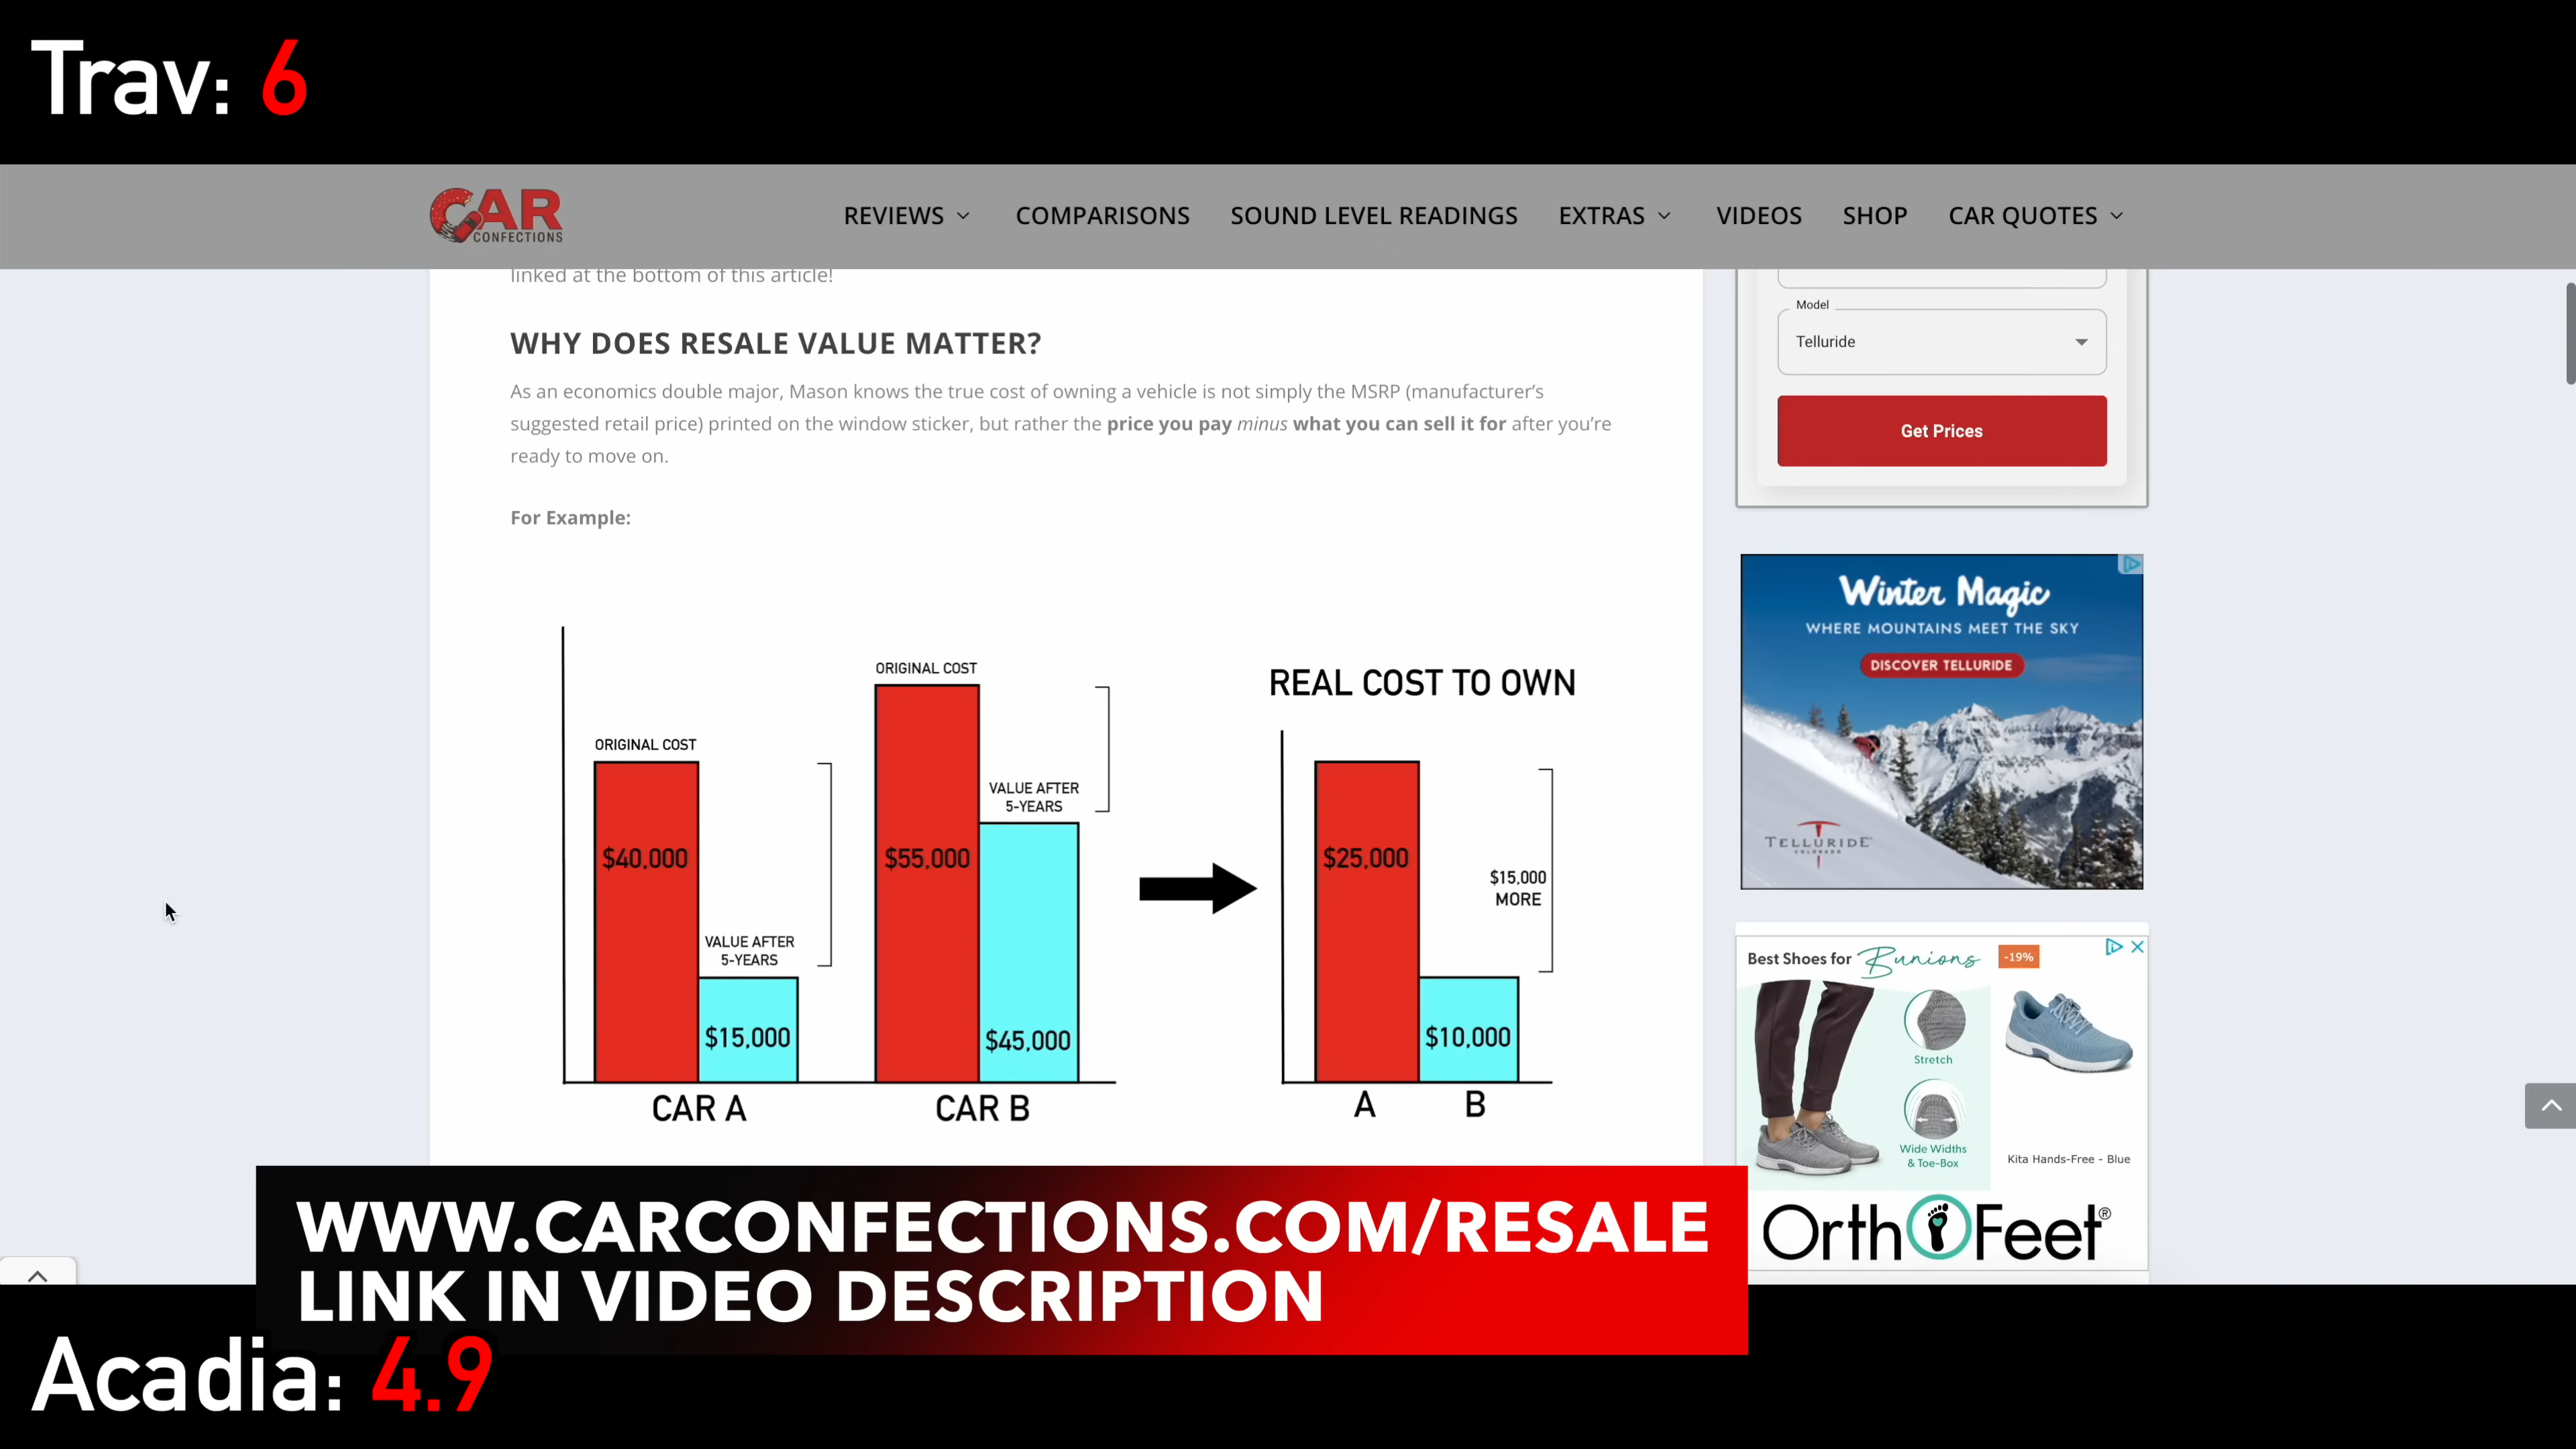 Trav: 6
CAR
CONFECTIONS
REVIEWS
COMPARISONS
SOUND LEVEL READINGS
EXTRAS
VIDEOS
SHOP
CAR QUOTES
linked at the bottom of this article!
WHY DOES RESALE VALUE MATTER?
As an economics double major, Mason knows the true cost of owning a vehicle is not simply the MSRP (manufacturer's
suggested retail price) printed on the window sticker, but rather the price you pay minus what you can sell it for after you're
ready to move on.
For Example:
ORIGINAL COST
$40,000
VALUE AFTER
5-YEARS
$15,000
CAR A
ORIGINAL COST
$55,000
VALUE AFTER
5-YEARS
$45,000
CAR B
REAL COST TO OWN
$25,000
$15,000
MORE
$10,000
A
B
Model
Telluride
Get Prices
Winter Magic
WHERE MOUNTAINS MEET THE SKY
DISCOVER TELLURIDE
TELLURIDE
COLORADO
Best Shoes for Bunions
-19%
Stretch
Wide Widths
& Toe-Box
Kita Hands-Free - Blue
OrthoFeet®
WWW.CARCONFECTIONS.COM/RESALE
LINK IN VIDEO DESCRIPTION
Acadia: 4.9